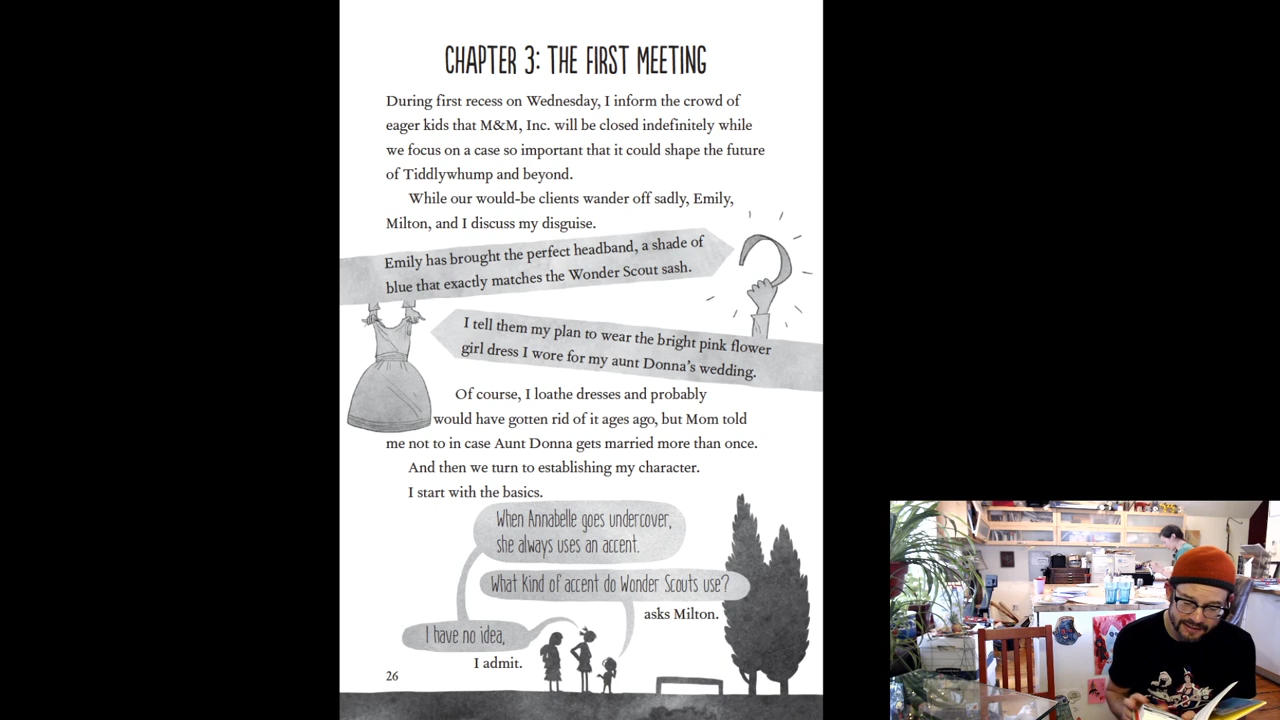 CHAPTER 3: THE FIRST MEETING
During first recess on Wednesday, I inform the crowd of
eager kids that M&M, Inc. will be closed indefinitely while
we focus on a case so important that it could shape the future
of Tiddlywhump and beyond.
While our would-be clients wander off sadly, Emily,
Milton, and I discuss my disguise.
Emily has brought the perfect headband, a shade of
blue that exactly matches the Wonder Scout sash.
I tell them my plan to wear the bright pink flower
girl dress I wore for my aunt Donna's wedding.
Of course, I loathe dresses and probably
would have gotten rid of it ages ago, but Mom told
me not to in case Aunt Donna gets married more than once.
And then we turn to establishing my character.
I start with the basics.
When Annabelle goes undercover,
she always uses an accent.
What kind of accent do Wonder Scouts use?
asks Milton.
I have no idea,
I admit.
26